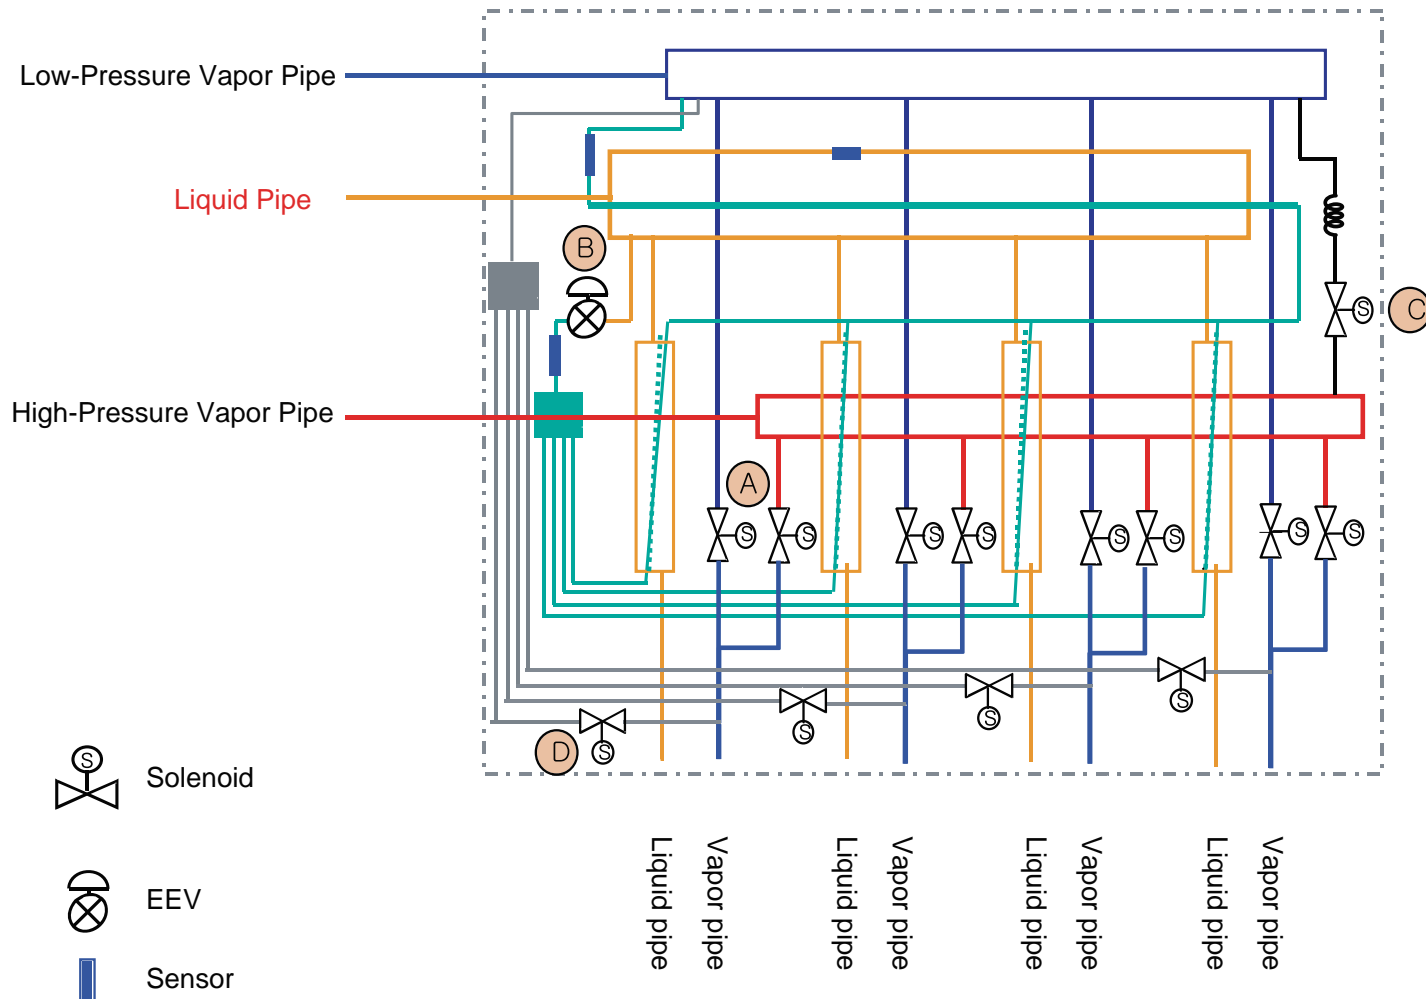 Low-Pressure Vapor Pipe
Liquid Pipe
B
C
S
High-Pressure Vapor Pipe
A
S
S
S
S
S
S
S
S
S
S
S
D
S
S
Solenoid
EEV
Sensor
Liquid pipe
Vapor pipe
Liquid pipe
Vapor pipe
Liquid pipe
Vapor pipe
Liquid pipe
Vapor pipe